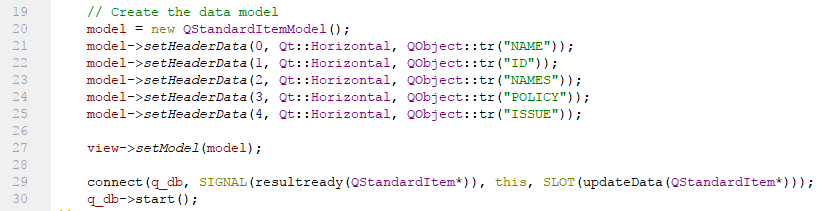 19 // Create the data model
20 model = new QStandardItemModel();
21 model->setHeaderData(0, Qt::Horizontal, QObject::tr("NAME"));
22 model->setHeaderData(1, Qt::Horizontal, QObject::tr("ID"));
23 model->setHeaderData(2, Qt::Horizontal, QObject::tr("NAMES"));
24 model->setHeaderData(3, Qt::Horizontal, QObject::tr("POLICY"));
25 model->setHeaderData(4, Qt::Horizontal, QObject::tr("ISSUE"));
26
27 view->setModel(model);
28
29 connect(q_db, SIGNAL(resultready(QStandardItem*)), this, SLOT(updateData(QStandardItem*)));
30 q_db->start();